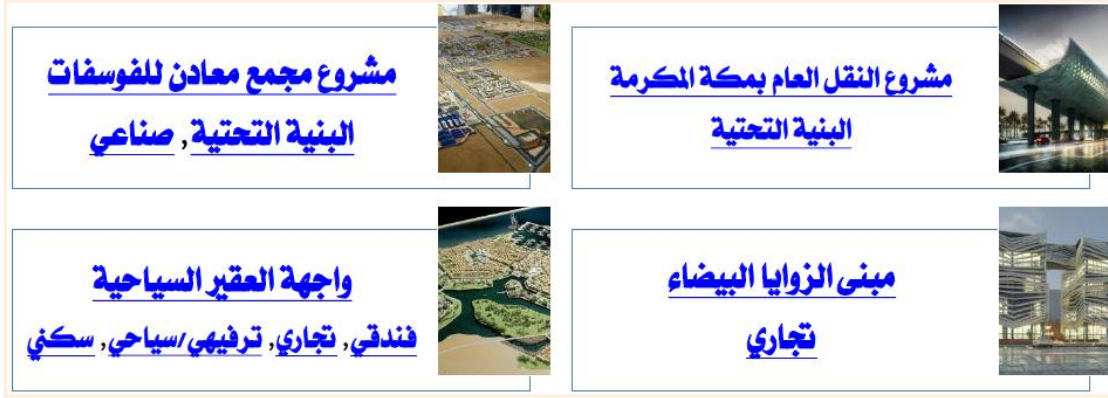 مشروع النقل العام بمكة المكرمة
البنية التحتية
مشروع مجمع معادن للفوسفات
البنية التحتية, صناعي
مبنى الزوايا البيضاء
تجاري
واجهة العقير السياحية
فندقي, تجاري, ترفيهي/سياحي, سكني